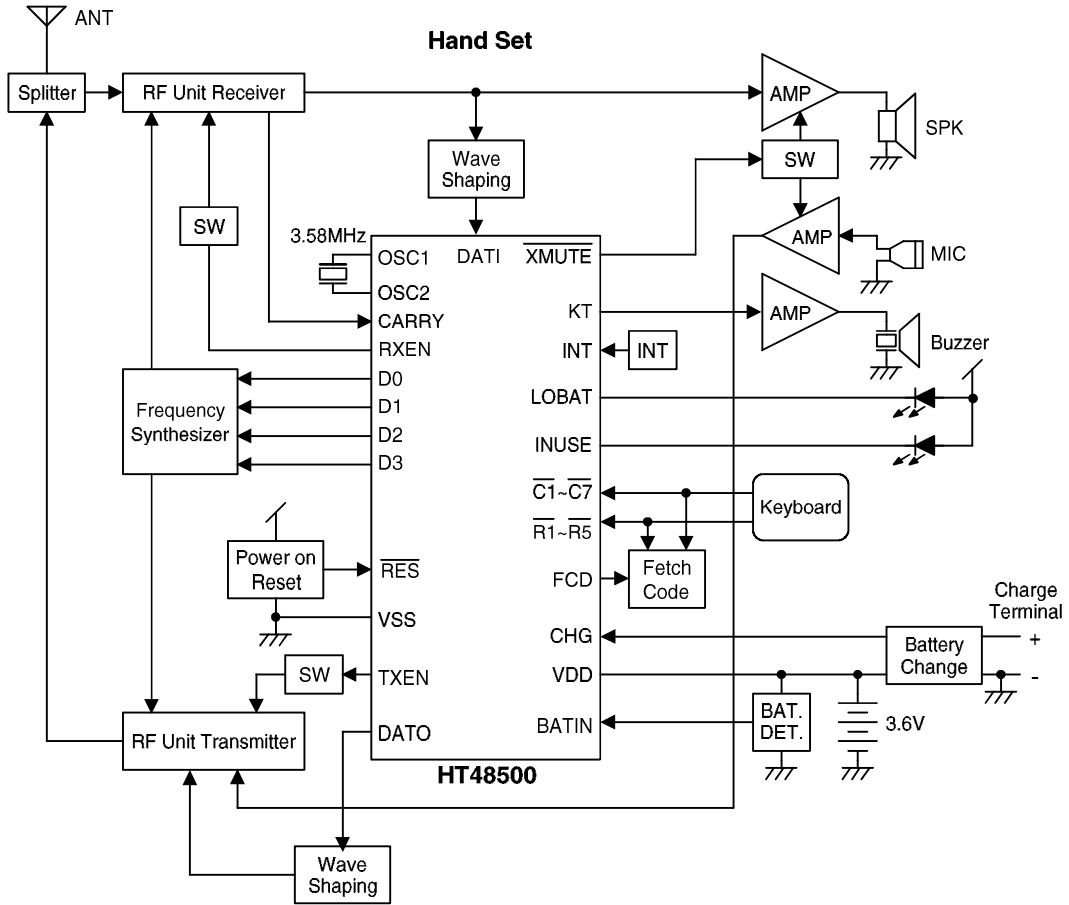 ANT
Hand Set
Splitter
RF Unit Receiver
AMP
SPK
Wave
Shaping
SW
SW
3.58MHz
OSC1
DATI
XMUTE
AMP
MIC
OSC2
CARRY
KT
AMP
Buzzer
RXEN
INT
INT
D0
LOBAT
Frequency
Synthesizer
D1
D2
INUSE
D3
C1~C7
Keyboard
R1~R5
Power on
Reset
RES
FCD
Fetch
Code
Charge
Terminal
VSS
CHG
Battery
Change
+
-
SW
TXEN
VDD
RF Unit Transmitter
DATO
BATIN
BAT.
DET.
3.6V
HT48500
Wave
Shaping